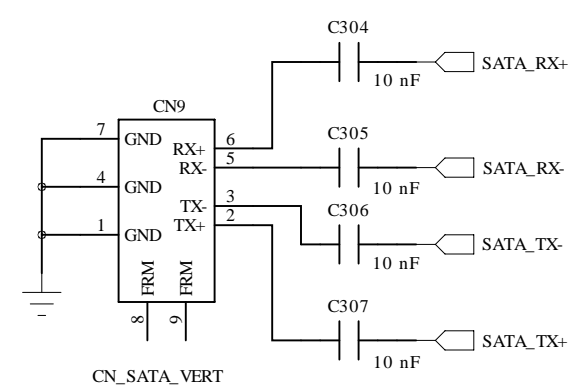 C304
SATA_RX+
10 nF
CN9
7 GND RX+ 6
C305
RX- 5
SATA_RX-
10 nF
4 GND TX- 3
C306
TX+ 2
1 GND
SATA_TX-
10 nF
FRM FRM
8 9
C307
SATA_TX+
10 nF
CN_SATA_VERT